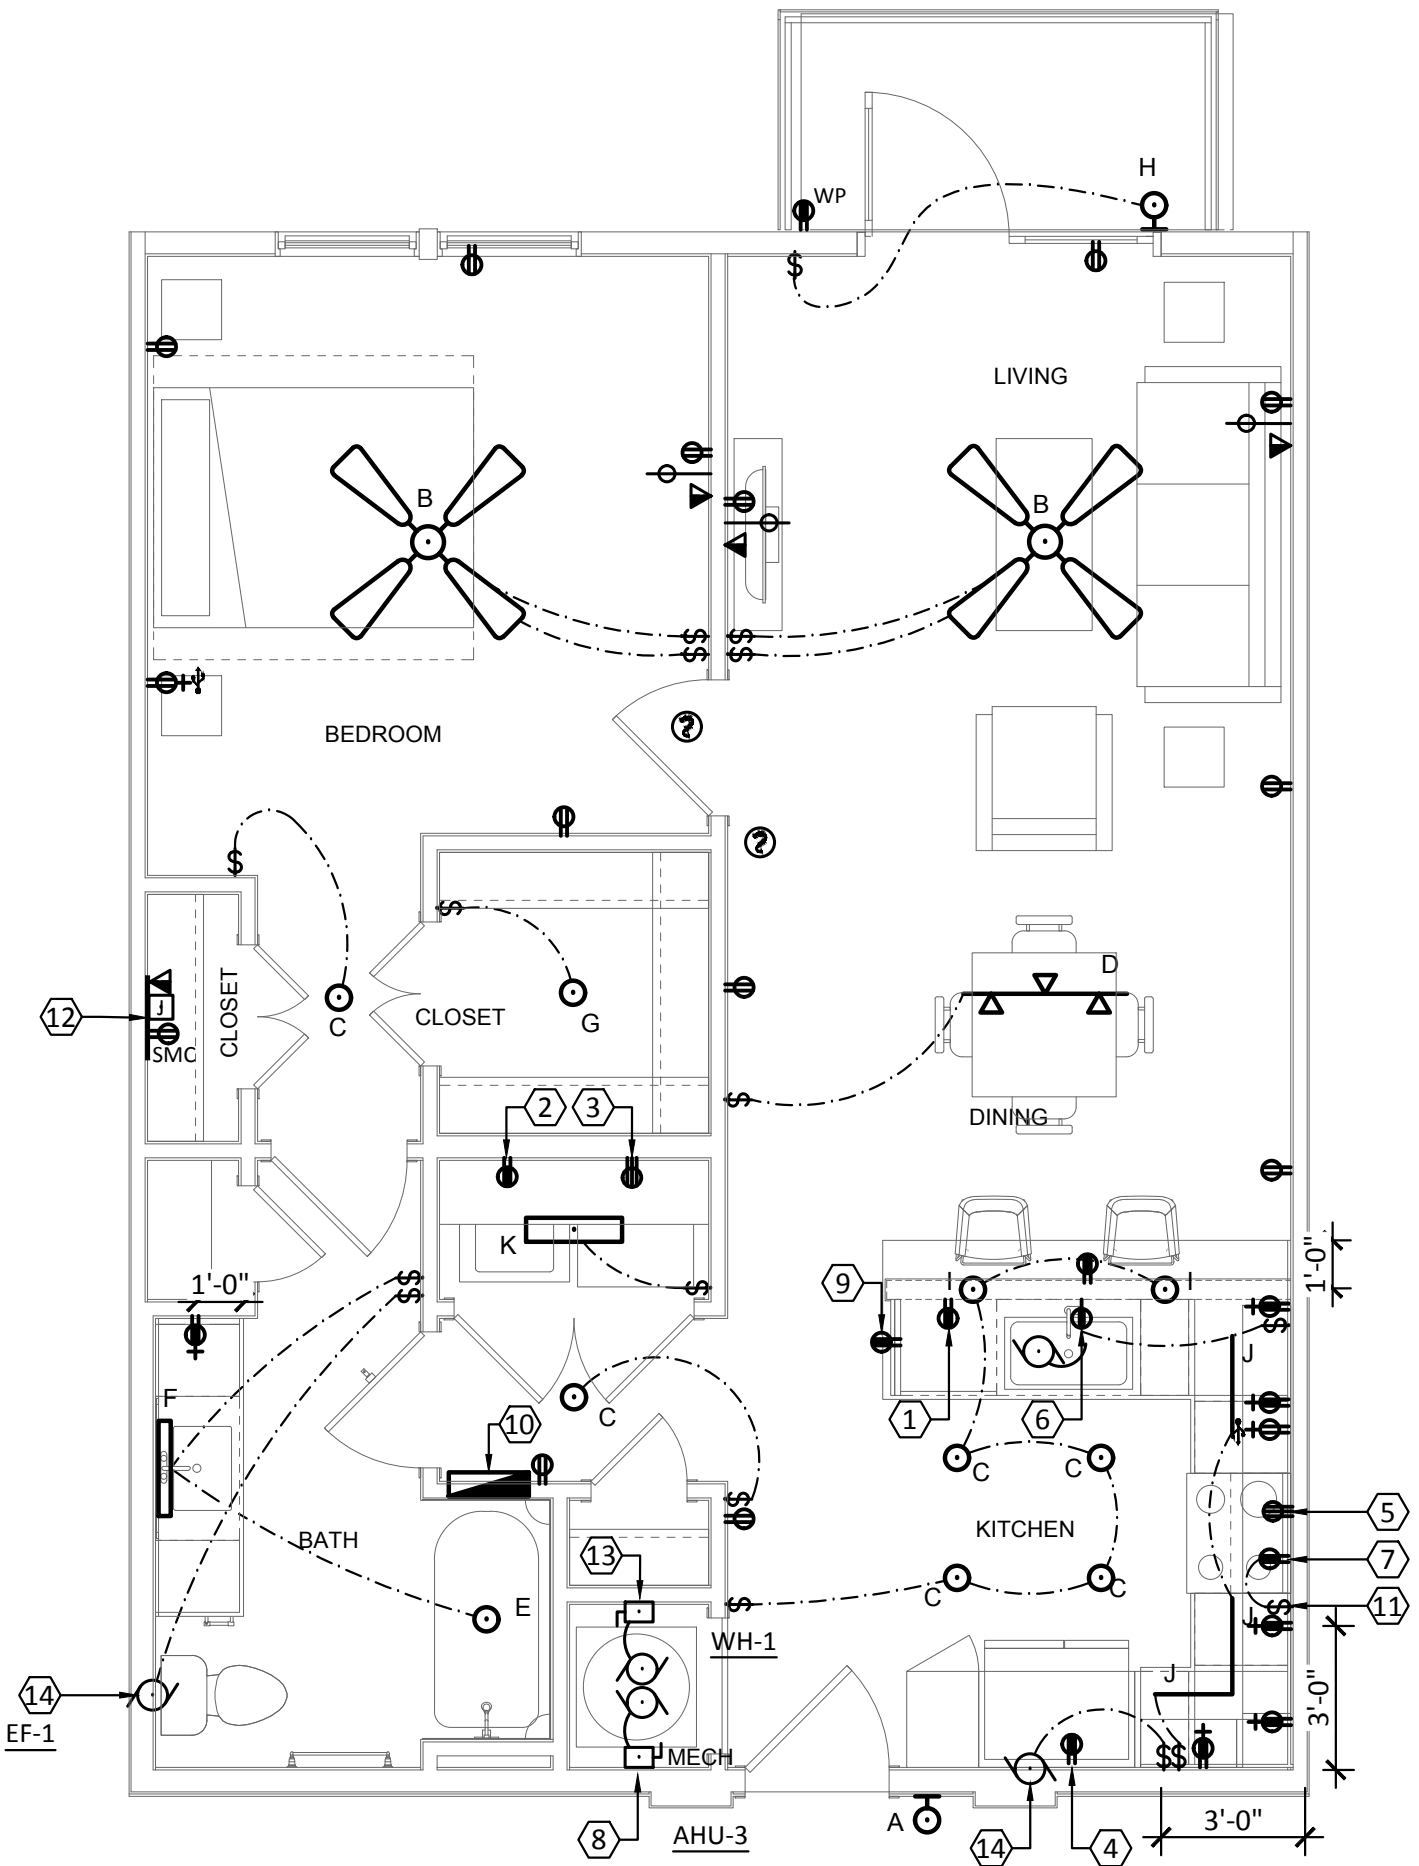 H
WP
$
LIVING
B
B
$
$
$
$
BEDROOM
$
$
D
CLOSET
J
12
SMC
C
CLOSET
G
$
DINING
2
3
K
1'-0"
$
$
$
1'-0"
9
I
I
$
J
F
C
10
1
6
C
C
$
5
BATH
KITCHEN
7
13
E
C
C
$
$
11
J
WH-1
J
14
EF-1
3'-0"
MECH
$$
8
AHU-3
A
14
4
3'-0"